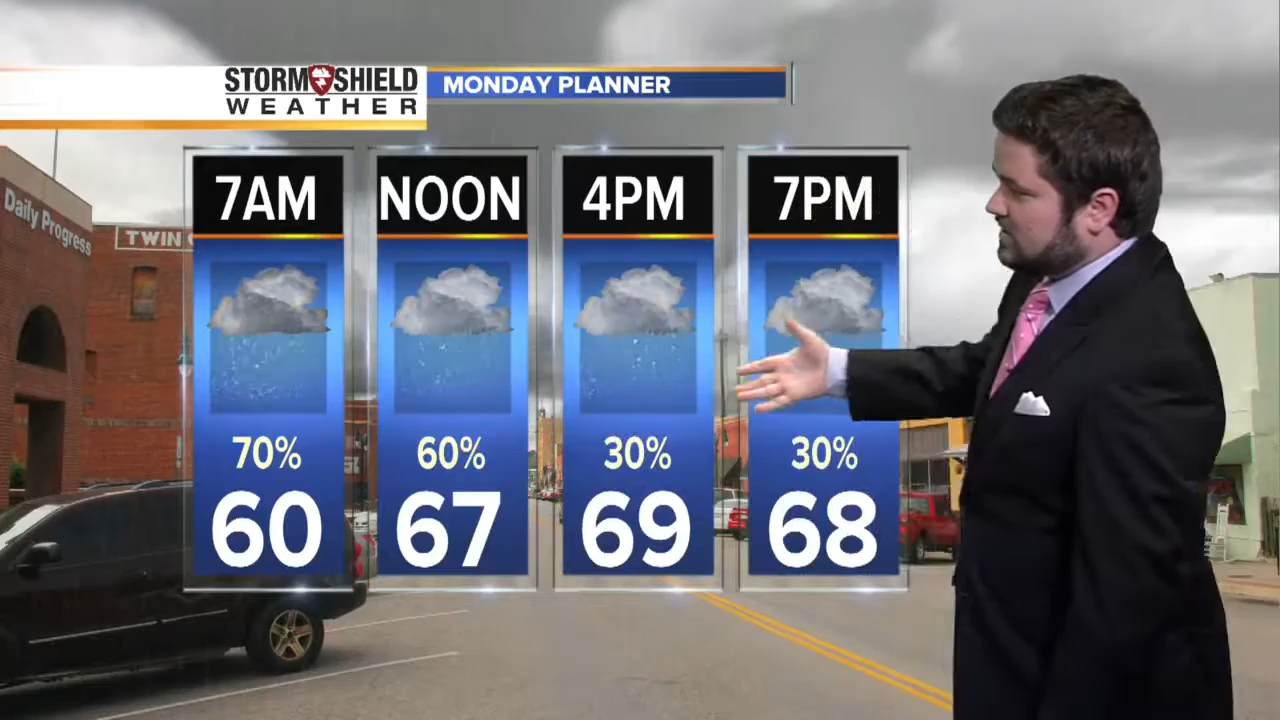 STORM SHIELD
WEATHER
MONDAY PLANNER
7AM
NOON
4PM
7PM
Daily Progress
TWIN
70%
60%
30%
30%
60
67
69
68